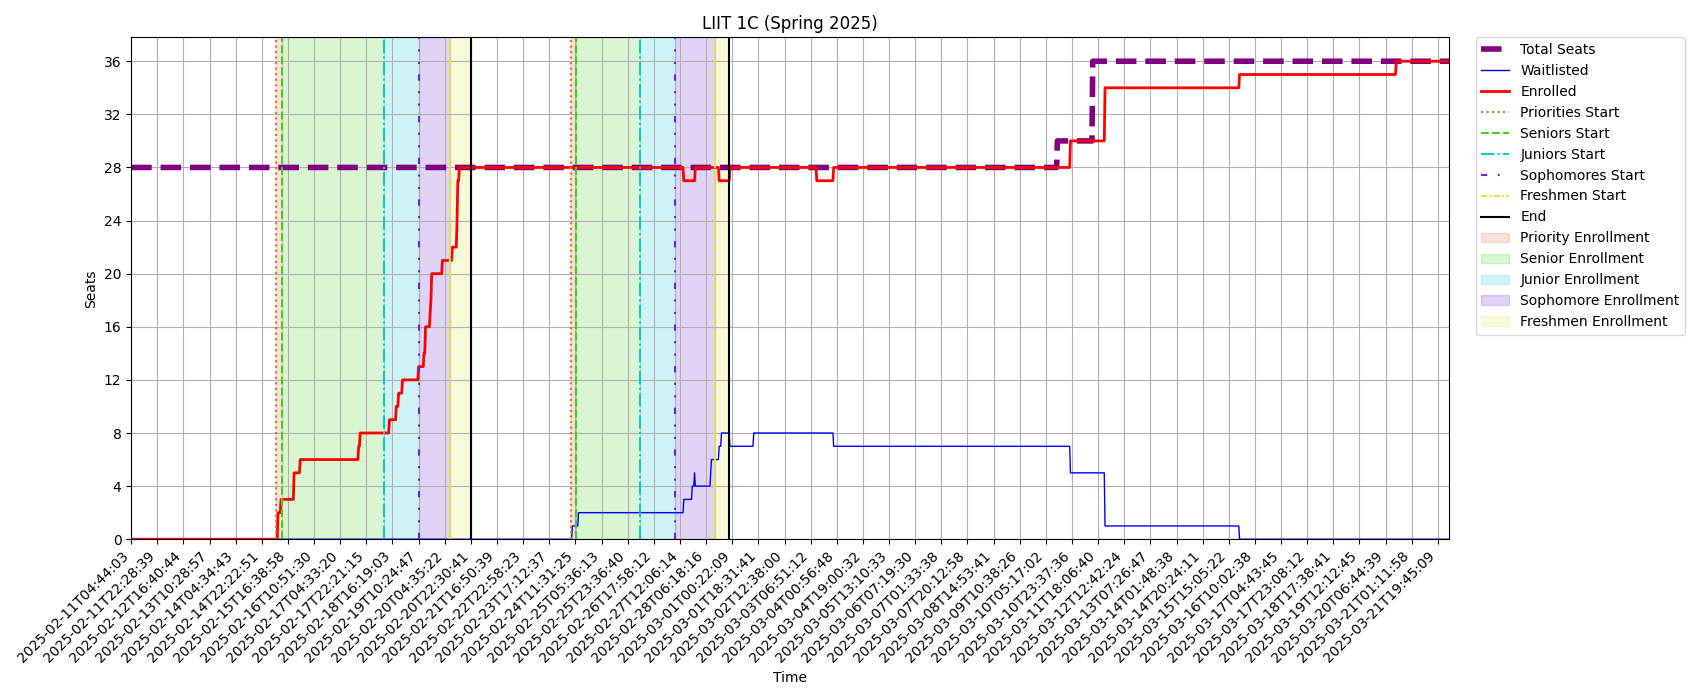 LIIT 1C (Spring 2025)
Seats
36
32
28
24
20
16
12
8
4
0
2025-02-11T04:44:03
2025-02-11T22:28:39
2025-02-12T16:40:44
2025-02-13T10:28:57
2025-02-14T04:34:43
2025-02-14T22:22:51
2025-02-15T16:38:58
2025-02-16T10:51:30
2025-02-17T04:33:20
2025-02-17T22:21:15
2025-02-18T16:19:03
2025-02-19T10:24:47
2025-02-20T04:35:22
2025-02-20T22:30:41
2025-02-21T16:50:39
2025-02-22T22:58:23
2025-02-23T17:12:37
2025-02-24T11:31:25
2025-02-25T05:36:13
2025-02-25T23:36:40
2025-02-26T17:58:12
2025-02-27T12:06:14
2025-02-28T06:18:16
2025-03-01T00:22:09
2025-03-01T18:31:41
2025-03-02T12:38:00
2025-03-03T06:51:12
2025-03-04T00:56:48
2025-03-04T19:00:32
2025-03-05T13:10:33
2025-03-06T07:19:30
2025-03-07T01:33:38
2025-03-07T20:12:58
2025-03-08T14:53:41
2025-03-09T10:38:26
2025-03-10T05:17:02
2025-03-10T23:37:36
2025-03-11T18:06:40
2025-03-12T12:42:24
2025-03-13T07:26:47
2025-03-14T01:48:38
2025-03-14T20:24:11
2025-03-15T15:05:22
2025-03-16T10:02:38
2025-03-17T04:43:45
2025-03-17T23:08:12
2025-03-18T17:38:41
2025-03-19T12:12:45
2025-03-20T06:44:39
2025-03-21T01:11:58
2025-03-21T19:45:09
Time
Total Seats
Waitlisted
Enrolled
Priorities Start
Seniors Start
Juniors Start
Sophomores Start
Freshmen Start
End
Priority Enrollment
Senior Enrollment
Junior Enrollment
Sophomore Enrollment
Freshmen Enrollment